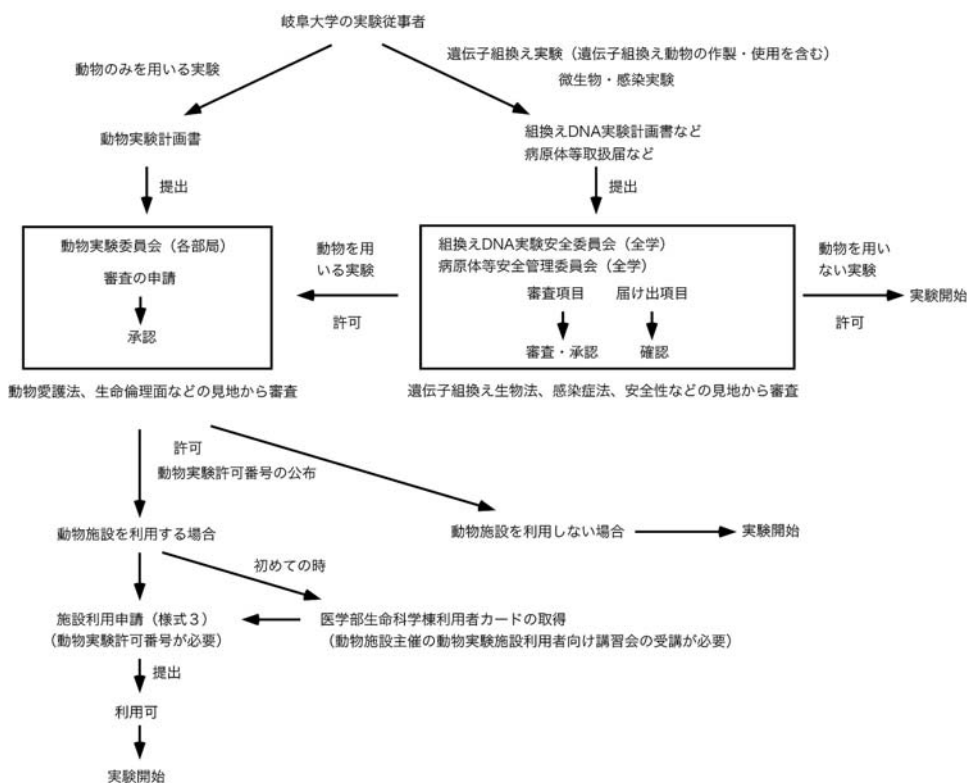 岐阜大学の実験従事者
動物のみを用いる実験
遺伝子組換え実験（遺伝子組換え動物の作製・使用を含む）
微生物・感染実験
動物実験計画書
組換えDNA実験計画書など
病原体等取扱届など
提出
提出
動物実験委員会（各部局）
審査の申請
承認
動物を用
いる実験
許可
組換えDNA実験安全委員会（全学）
病原体等安全管理委員会（全学）
審査項目　届け出項目
審査・承認　確認
動物を用い
ない実験
許可
実験開始
動物愛護法、生命倫理面などの見地から審査
遺伝子組換え生物法、感染症法、安全性などの見地から審査
許可
動物実験許可番号の公布
動物施設を利用する場合
動物施設を利用しない場合
実験開始
初めての時
施設利用申請（様式３）
（動物実験許可番号が必要）
医学部生命科学棟利用者カードの取得
（動物施設主催の動物実験施設利用者向け講習会の受講が必要）
提出
利用可
実験開始